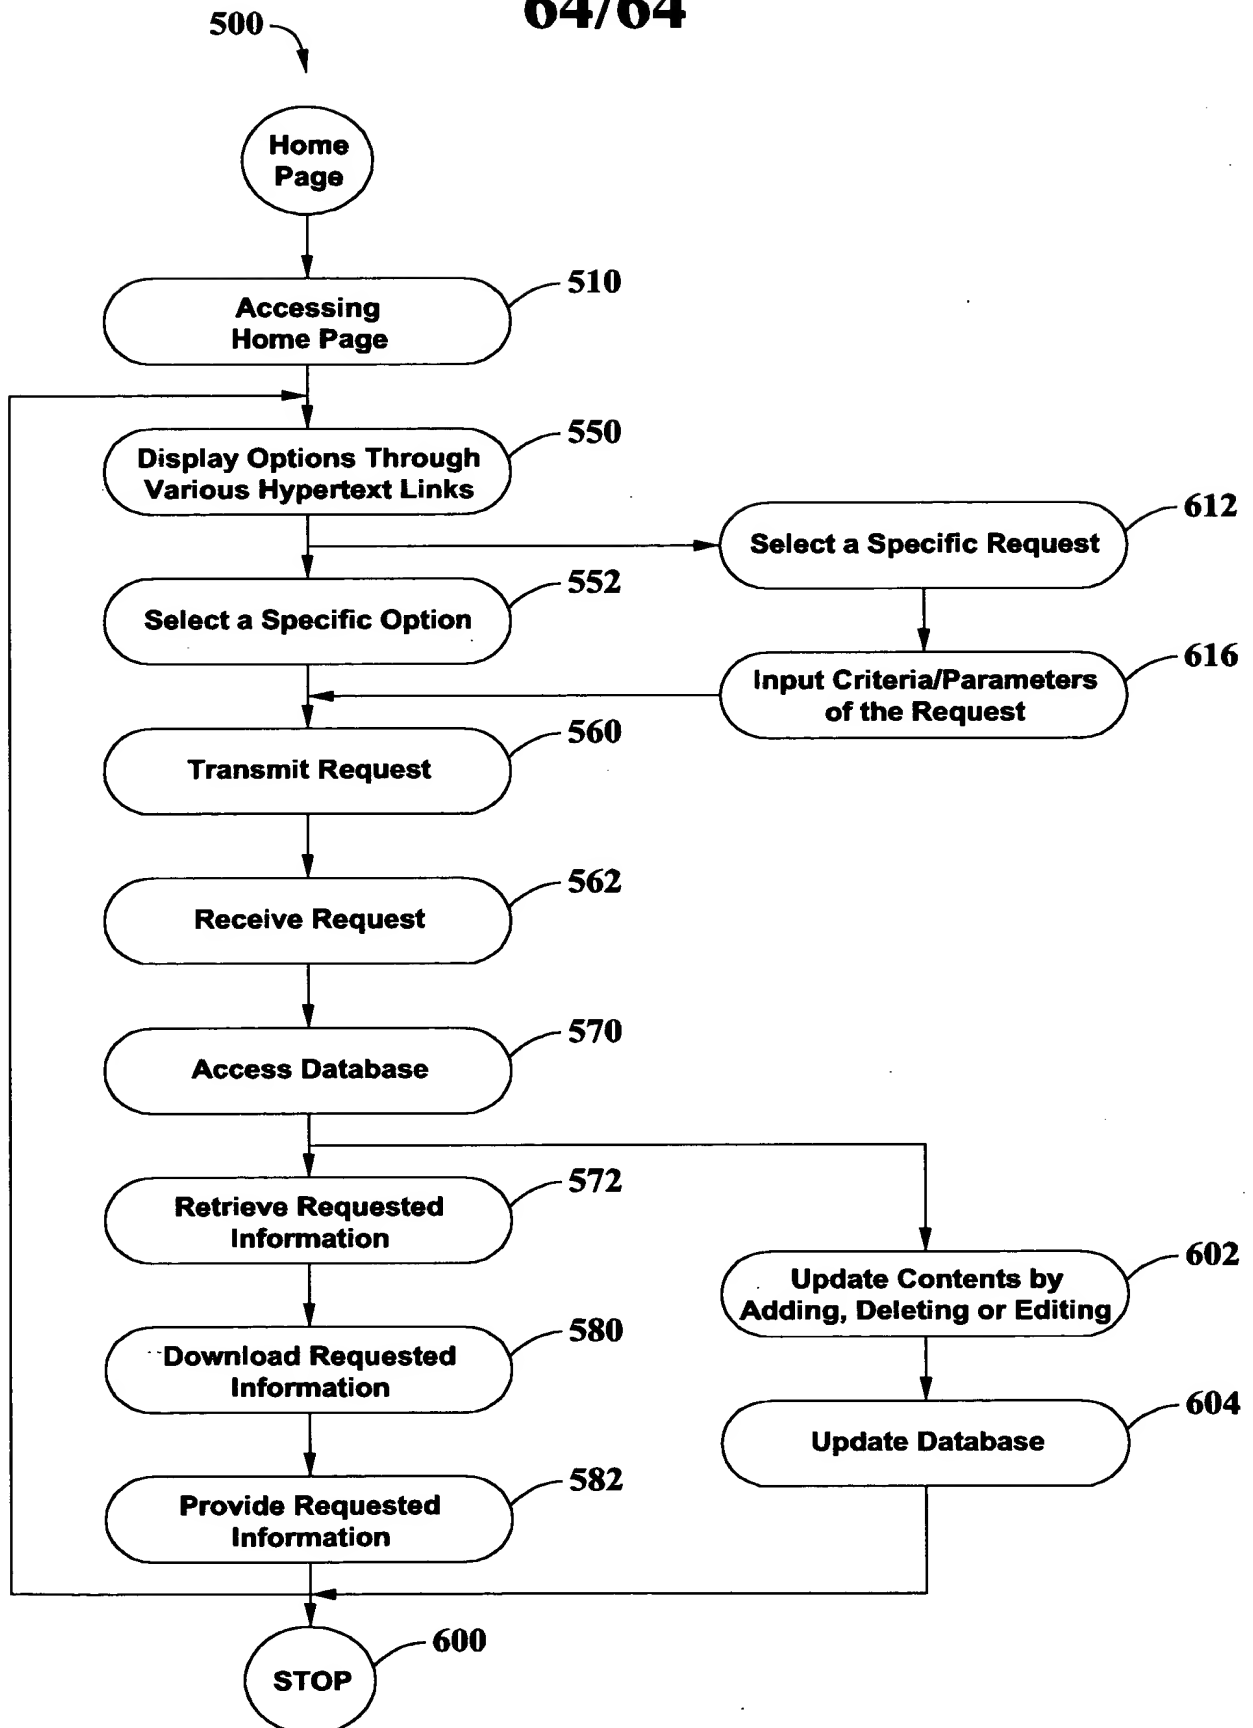 64/64
500
Home
Page
510
Accessing
Home Page
550
Display Options Through
Various Hypertext Links
612
Select a Specific Request
552
Select a Specific Option
616
Input Criteria/Parameters
of the Request
560
Transmit Request
562
Receive Request
570
Access Database
572
Retrieve Requested
Information
602
Update Contents by
Adding, Deleting or Editing
580
Download Requested
Information
604
Update Database
582
Provide Requested
Information
600
STOP